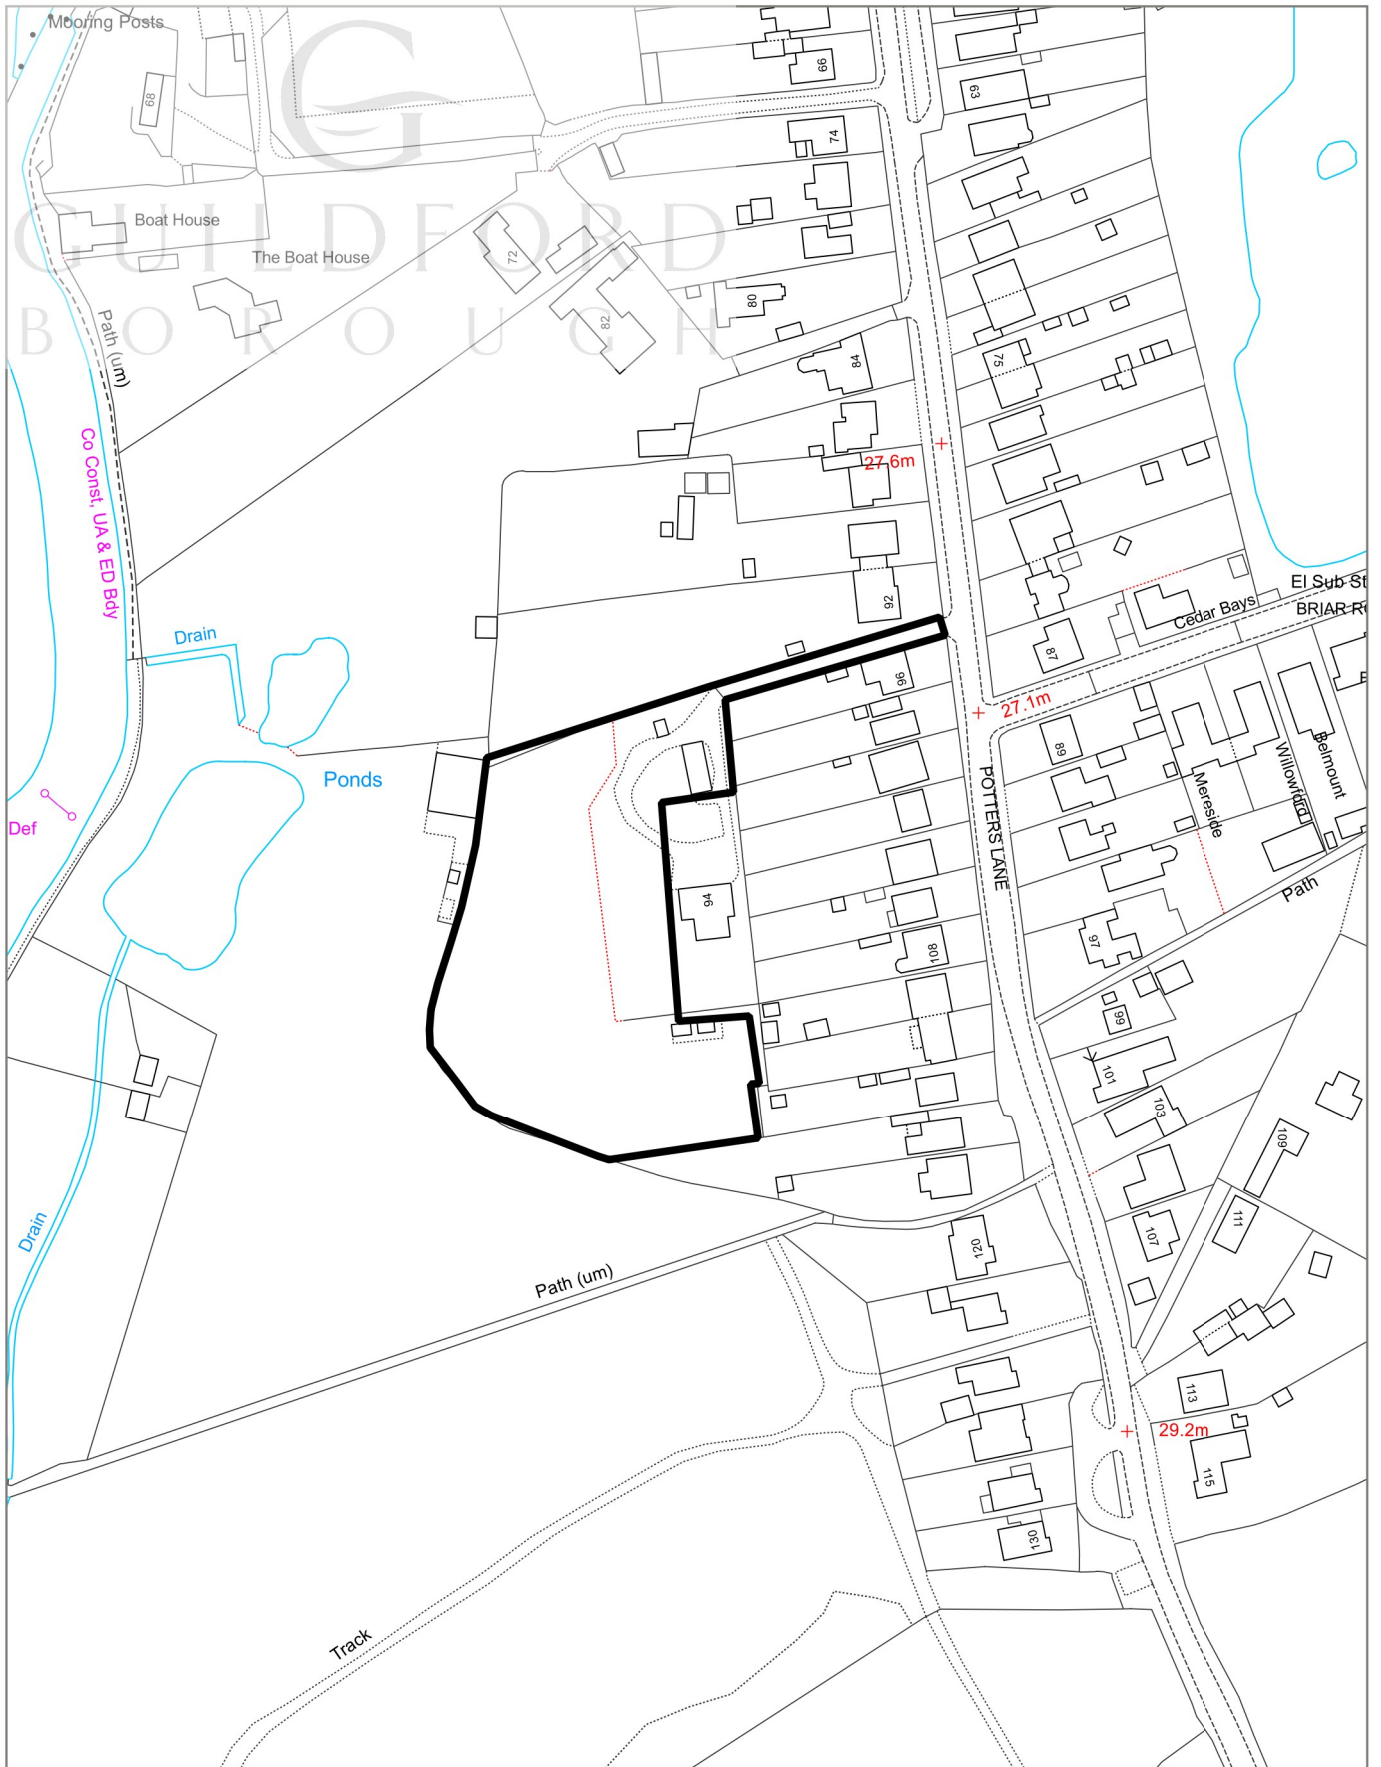 Mooring Posts
66
63
68
74
GUILDFORD
BOROUGH
Boat House
The Boat House
72
80
82
Path (um)
84
57
27.6m
Co Const, UA & ED Bdy
El Sub St
92
Cedar Bays
BRIAR R
Drain
87
96
27.1m
89
Ponds
POTTERS LANE
Mereside
Willowford
Belmount
Def
94
Path
108
97
99
101
103
109
111
107
Drain
120
Path (um)
113
29.2m
115
130
Track